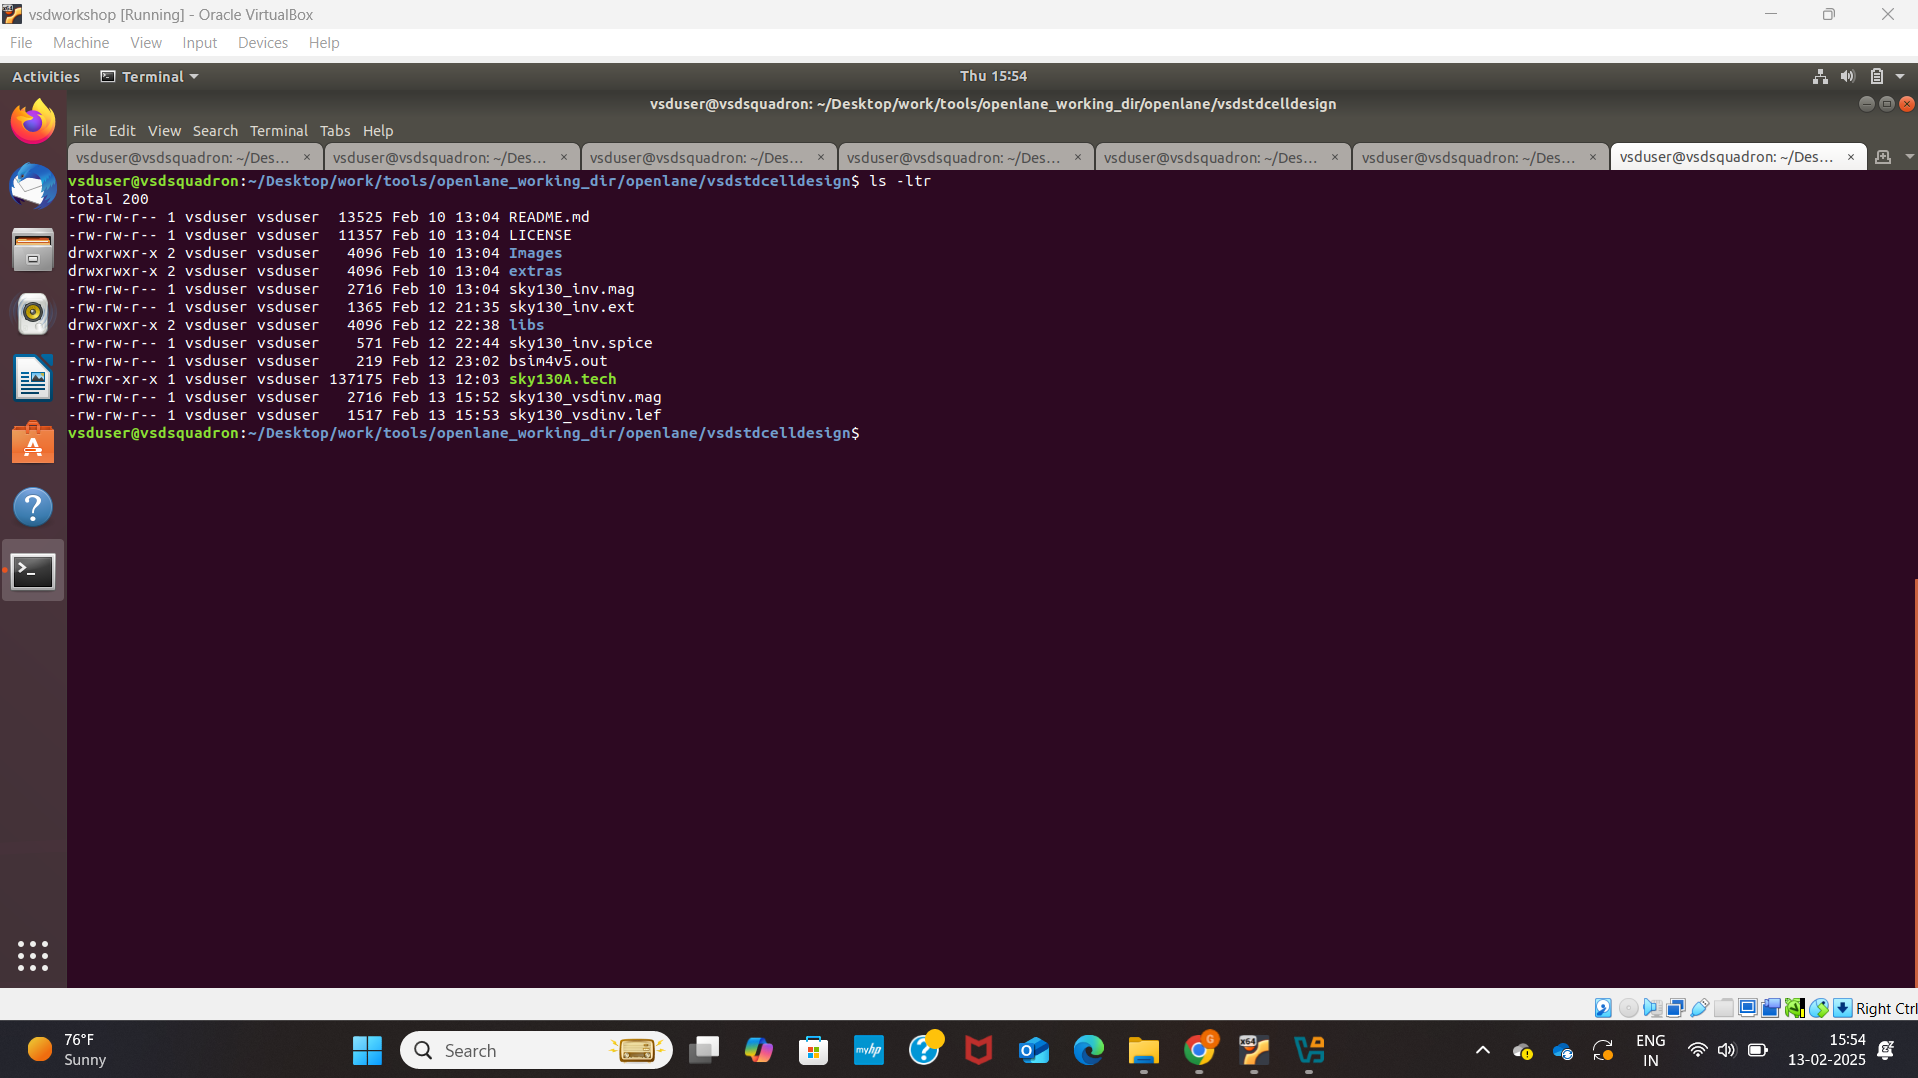 vsdworkshop [Running] - Oracle VirtualBox
File Machine View Input Devices Help
Activities Terminal Thu 15:54
vsduser@vsdsquadron: ~/Desktop/work/tools/openlane_working_dir/openlane/vsdstdcelldesign
File Edit View Search Terminal Tabs Help
vsduser@vsdsquadron: ~/Des... × vsduser@vsdsquadron: ~/Des... × vsduser@vsdsquadron: ~/Des... × vsduser@vsdsquadron: ~/Des... × vsduser@vsdsquadron: ~/Des... × vsduser@vsdsquadron: ~/Des... × vsduser@vsdsquadron: ~/Des... ×
vsduser@vsdsquadron:~/Desktop/work/tools/openlane_working_dir/openlane/vsdstdcelldesign$ ls -ltr
total 200
-rw-rw-r-- 1 vsduser vsduser  13525 Feb 10 13:04 README.md
-rw-rw-r-- 1 vsduser vsduser  11357 Feb 10 13:04 LICENSE
drwxrwxr-x 2 vsduser vsduser   4096 Feb 10 13:04 Images
drwxrwxr-x 2 vsduser vsduser   4096 Feb 10 13:04 extras
-rw-rw-r-- 1 vsduser vsduser   2716 Feb 10 13:04 sky130_inv.mag
-rw-rw-r-- 1 vsduser vsduser   1365 Feb 12 21:35 sky130_inv.ext
drwxrwxr-x 2 vsduser vsduser   4096 Feb 12 22:38 libs
-rw-rw-r-- 1 vsduser vsduser    571 Feb 12 22:44 sky130_inv.spice
-rw-rw-r-- 1 vsduser vsduser    219 Feb 12 23:02 bsim4v5.out
-rwxr-xr-x 1 vsduser vsduser 137175 Feb 13 12:03 sky130A.tech
-rw-rw-r-- 1 vsduser vsduser   2716 Feb 13 15:52 sky130_vsdinv.mag
-rw-rw-r-- 1 vsduser vsduser   1517 Feb 13 15:53 sky130_vsdinv.lef
vsduser@vsdsquadron:~/Desktop/work/tools/openlane_working_dir/openlane/vsdstdcelldesign$
Right Ctrl
76°F
Sunny
Search
myhp
G
x64
ENG
IN
15:54
13-02-2025